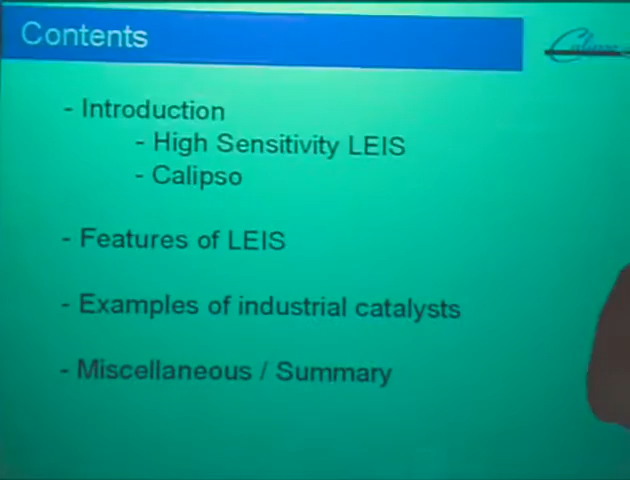 Contents
- Introduction
- High Sensitivity LEIS
- Calipso
- Features of LEIS
- Examples of industrial catalysts
- Miscellaneous / Summary